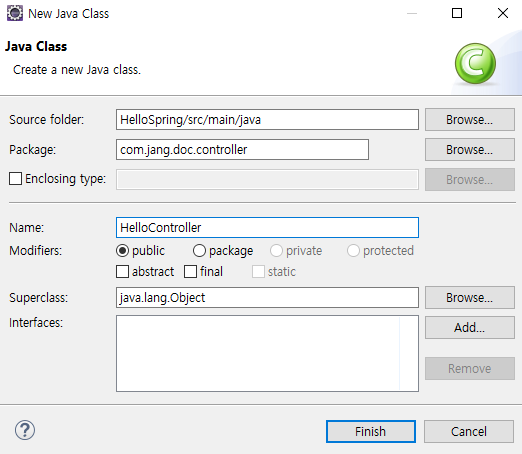 New Java Class
Java Class
Create a new Java class.
C
Source folder: HelloSpring/src/main/java Browse...
Package: com.jang.doc.controller Browse...
Enclosing type: Browse...
Name: HelloController
Modifiers: public package private protected
abstract final static
Superclass: java.lang.Object Browse...
Interfaces: Add...
Remove
? Finish Cancel